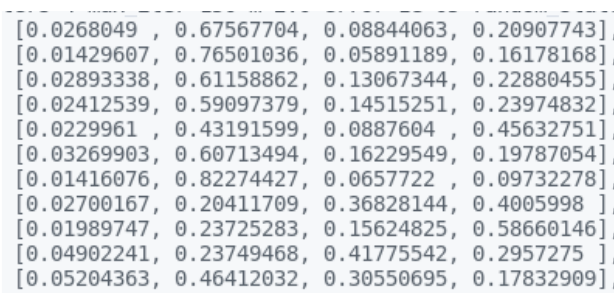 [0.0268049 , 0.67567704, 0.08844063, 0.20907743],
[0.01429607, 0.76501036, 0.05891189, 0.16178168],
[0.02893338, 0.61158862, 0.13067344, 0.22880455],
[0.02412539, 0.59097379, 0.14515251, 0.23974832],
[0.0229961 , 0.43191599, 0.0887604 , 0.45632751],
[0.03269903, 0.60713494, 0.16229549, 0.19787054],
[0.01416076, 0.82274427, 0.0657722 , 0.09732278],
[0.02700167, 0.20411709, 0.36828144, 0.4005998 ],
[0.01989747, 0.23725283, 0.15624825, 0.58660146],
[0.04902241, 0.23749468, 0.41775542, 0.2957275 ],
[0.05204363, 0.46412032, 0.30550695, 0.17832909],